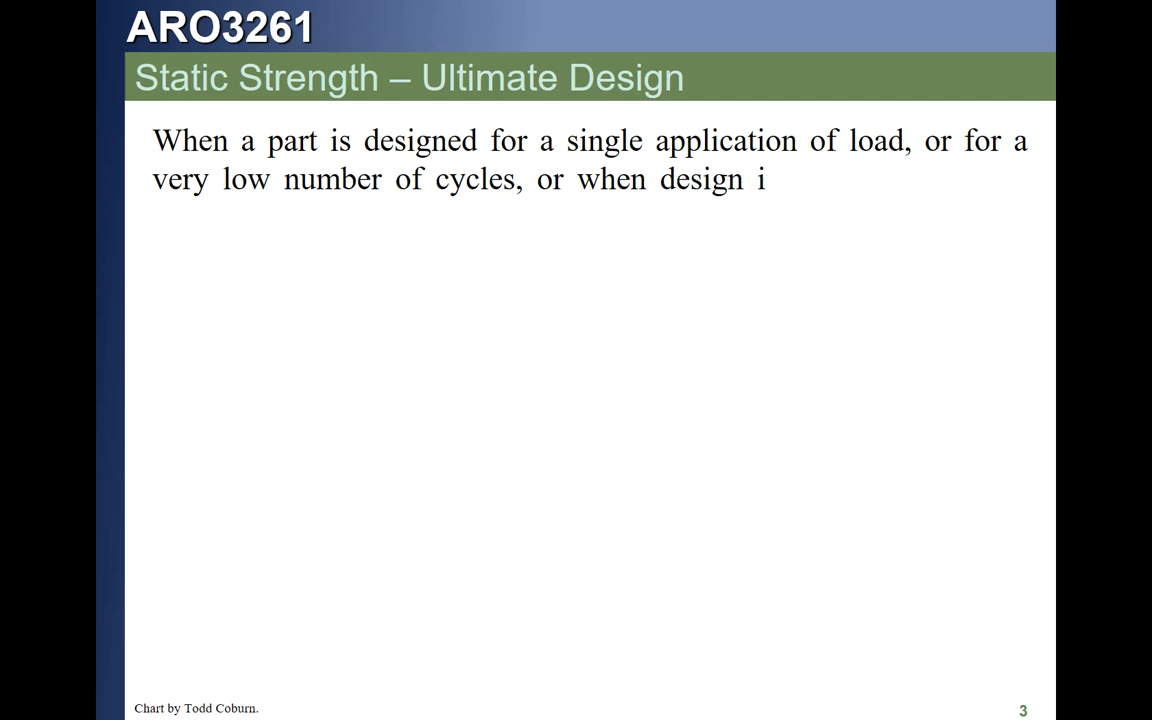 ARO3261
Static Strength – Ultimate Design
When a part is designed for a single application of load, or for a
very low number of cycles, or when design i
Chart by Todd Coburn.
3